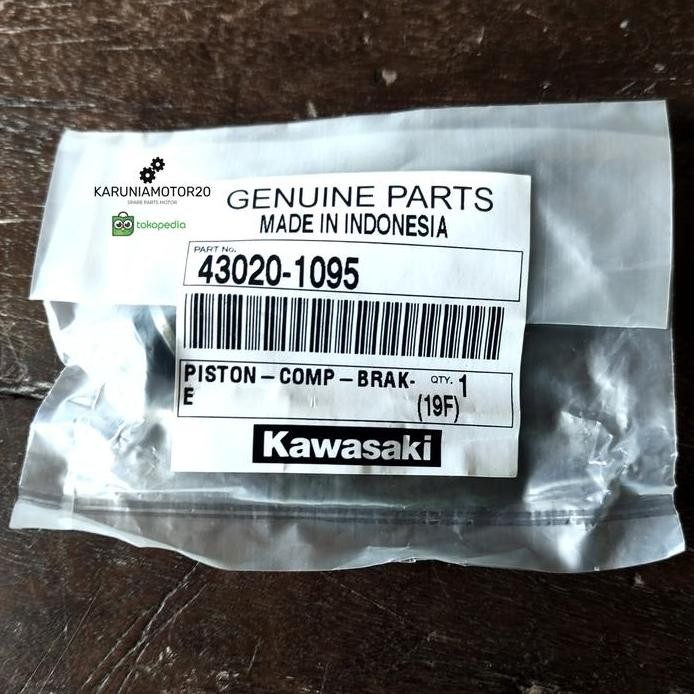 KARUNIAMOTOR20
SPARE PARTS MOTOR
tokopedia
GENUINE PARTS
MADE IN INDONESIA
PART No.
43020-1095
PISTON-COMP-BRAK- QTY. 1
E (19F)
Kawasaki